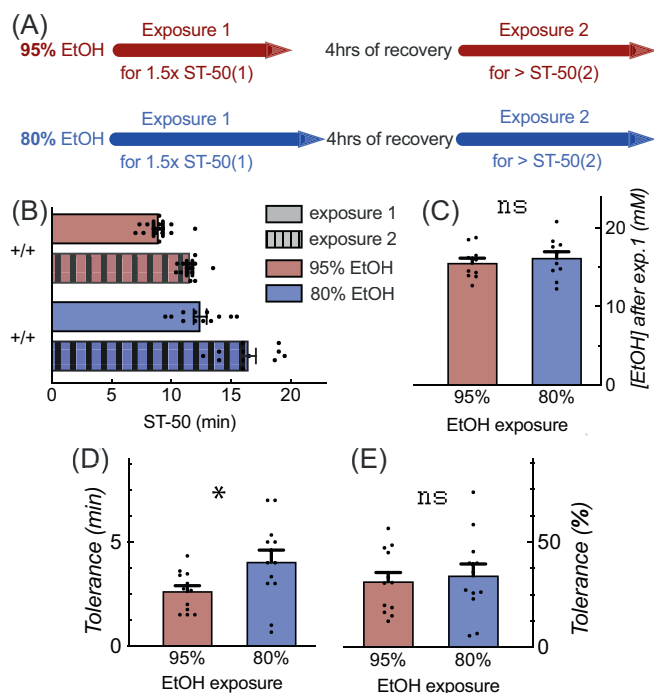 (A)
Exposure 1
Exposure 2
95% EtOH
4hrs of recovery
for 1.5x ST-50(1)
for > ST-50(2)
Exposure 1
Exposure 2
80% EtOH
4hrs of recovery
for 1.5x ST-50(1)
for > ST-50(2)
(B)
+/+
+/+
0 5 10 15 20
ST-50 (min)
exposure 1
exposure 2
95% EtOH
80% EtOH
(C)
ns
20
10
0
[EtOH] after exp.1 (mM)
95% 80%
EtOH exposure
(D)
*
Tolerance (min)
5
0
95% 80%
EtOH exposure
(E)
ns
50
0
Tolerance (%)
95% 80%
EtOH exposure